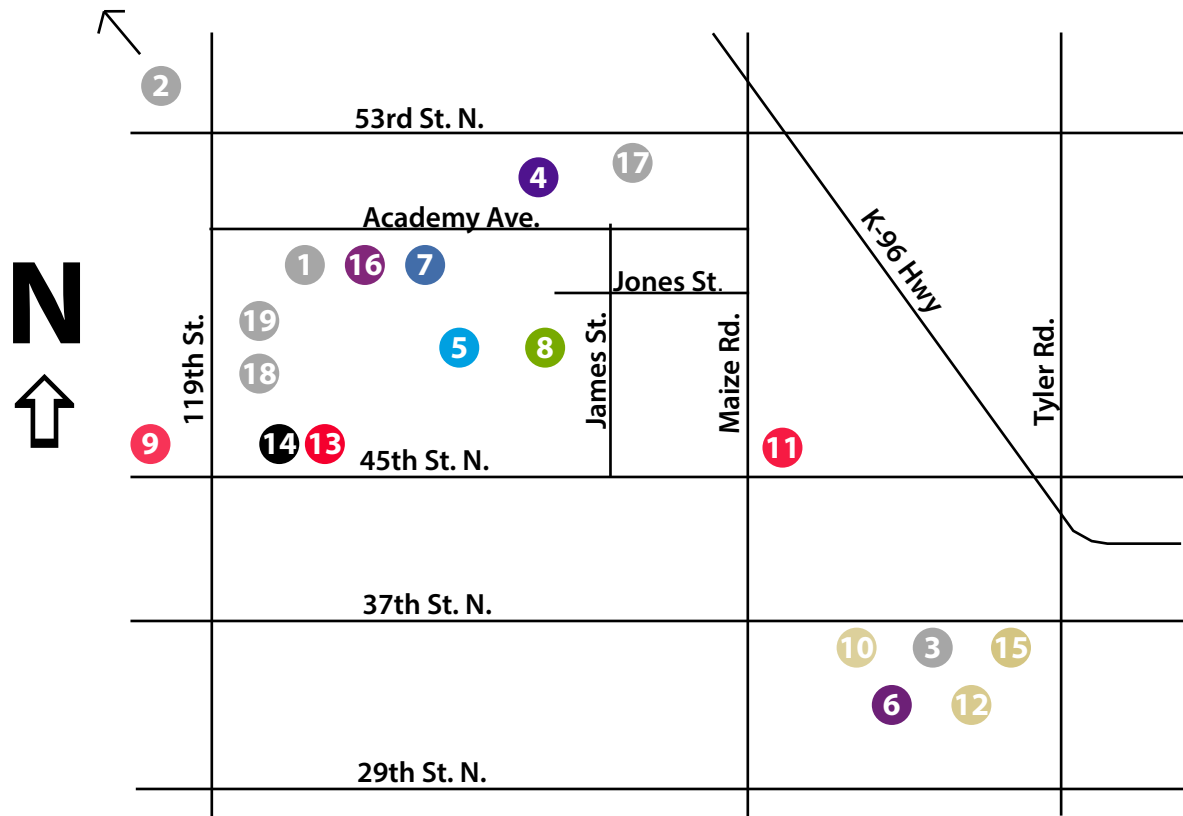 2
53rd St. N.
17
4
Academy Ave.
1
16
7
K-96 Hwy
N
Jones St.
19
5
8
18
119th St.
James St.
Maize Rd.
Tyler Rd.
9
14
13
11
45th St. N.
37th St. N.
10
3
15
6
12
29th St. N.